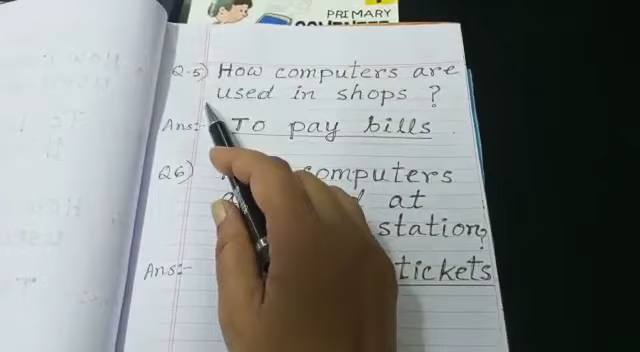 PRIMARY
Q-5) How computers are
used in shops ?
Ans:- To pay bills
Q6) computers
at
station?
Ans:- tickets